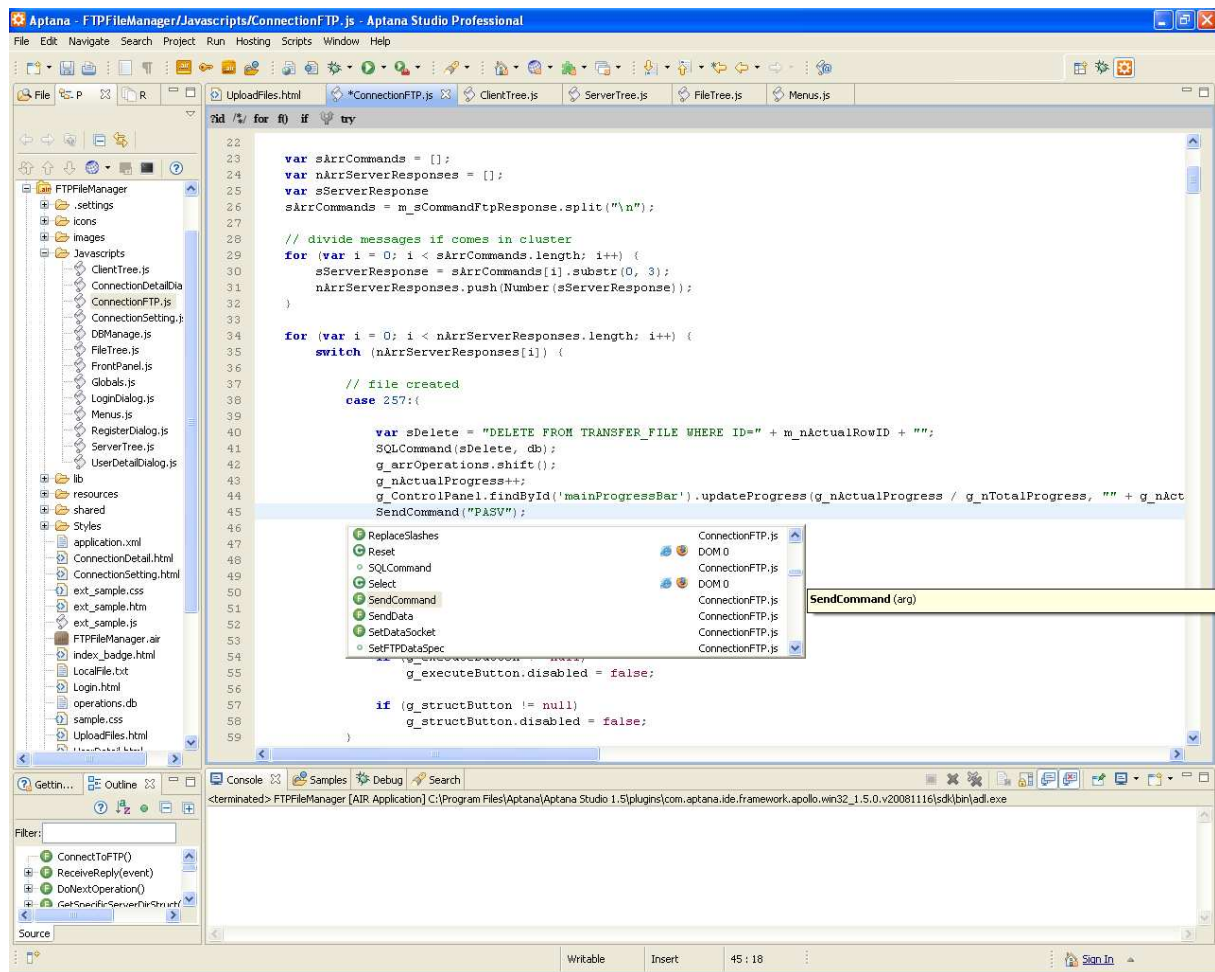 Aptana - FTPFileManager/Javascripts/ConnectionFTP.js - Aptana Studio Professional
File Edit Navigate Search Project Run Hosting Scripts Window Help
File P R
UploadFiles.html *ConnectionFTP.js ClientTree.js ServerTree.js FileTree.js Menus.js
?id /*/ for f() if try
FTPFileManager
.settings
icons
images
Javascripts
ClientTree.js
ConnectionDetailDia
ConnectionFTP.js
ConnectionSetting.j
DBManage.js
FileTree.js
FrontPanel.js
Globals.js
LoginDialog.js
Menus.js
RegisterDialog.js
ServerTree.js
UserDetailDialog.js
lib
resources
shared
Styles
application.xml
ConnectionDetail.html
ConnectionSetting.html
ext_sample.css
ext_sample.htm
ext_sample.js
FTPFileManager.air
index_badge.html
LocalFile.txt
Login.html
operations.db
sample.css
UploadFiles.html
22
23 var sArrCommands = [];
24 var nArrServerResponses = [];
25 var sServerResponse
26 sArrCommands = m_sCommandFtpResponse.split("\n");
27
28 // divide messages if comes in cluster
29 for (var i = 0; i < sArrCommands.length; i++) {
30 sServerResponse = sArrCommands[i].substr(0, 3);
31 nArrServerResponses.push(Number(sServerResponse));
32 }
33
34 for (var i = 0; i < nArrServerResponses.length; i++) {
35 switch (nArrServerResponses[i]) {
36
37 // file created
38 case 257:{
39
40 var sDelete = "DELETE FROM TRANSFER_FILE WHERE ID=" + m_nActualRowID + "";
41 SQLCommand(sDelete, db);
42 g_arrOperations.shift();
43 g_nActualProgress++;
44 g_ControlPanel.findById('mainProgressBar').updateProgress(g_nActualProgress / g_nTotalProgress, "" + g_nAct
45 SendCommand("PASV");
46
47
48
49
50
51
52
53
54
55 g_executeButton.disabled = false;
56
57 if (g_structButton != null)
58 g_structButton.disabled = false;
59 }
ReplaceSlashes ConnectionFTP.js
Reset DOM 0
SQLCommand ConnectionFTP.js
Select DOM 0
SendCommand ConnectionFTP.js
SendData ConnectionFTP.js
SetDataSocket ConnectionFTP.js
SetFTPDataSpec ConnectionFTP.js
SendCommand (arg)
Gettin... Outline
Filter:
ConnectToFTP()
ReceiveReply(event)
DoNextOperation()
GetSpecificServerDirStruct(
Source
Console Samples Debug Search
<terminated> FTPFileManager [AIR Application] C:\Program Files\Aptana\Aptana Studio 1.5\plugins\com.aptana.ide.framework.apollo.win32_1.5.0.v20081116\sdk\bin\adl.exe
Writable Insert 45 : 18 Sign In